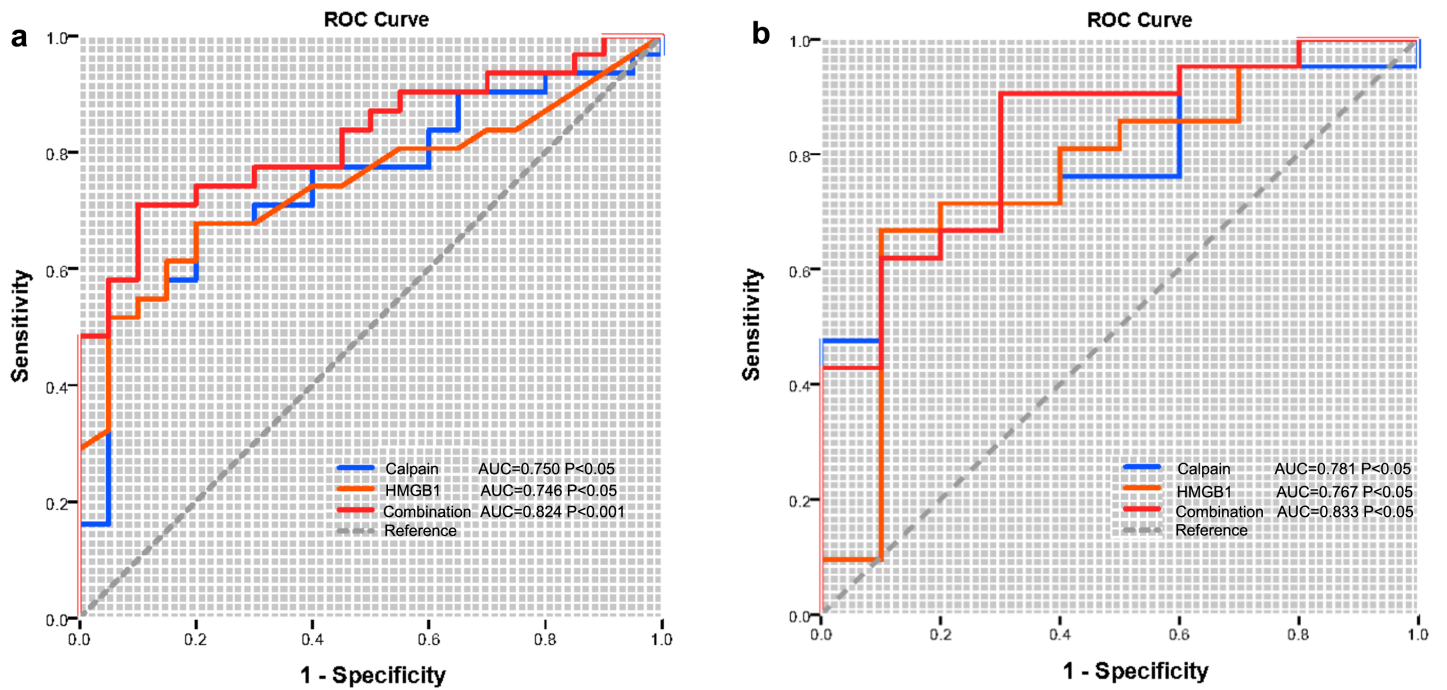 a
ROC Curve
1.0
0.8
0.6
0.4
0.2
0.0
Sensitivity
Calpain AUC=0.750 P<0.05
HMGB1 AUC=0.746 P<0.05
Combination AUC=0.824 P<0.001
Reference
0.0 0.2 0.4 0.6 0.8 1.0
1 - Specificity
b
ROC Curve
1.0
0.8
0.6
0.4
0.2
0.0
Sensitivity
Calpain AUC=0.781 P<0.05
HMGB1 AUC=0.767 P<0.05
Combination AUC=0.833 P<0.05
Reference
0.0 0.2 0.4 0.6 0.8 1.0
1 - Specificity